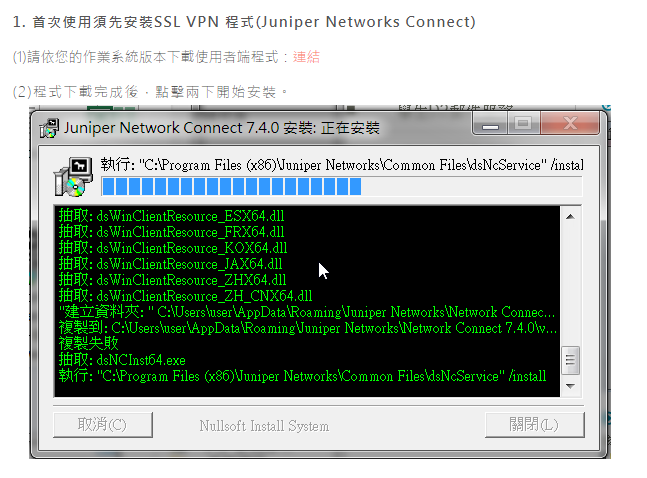 1. 首次使用須先安裝SSL VPN 程式(Juniper Networks Connect)
(1)請依您的作業系統版本下載使用者端程式：連結
(2)程式下載完成後，點擊兩下開始安裝。
Juniper Network Connect 7.4.0 安裝: 正在安裝
執行: "C:\Program Files (x86)\Juniper Networks\Common Files\dsNcService" /install
抽取: dsWinClientResource_ESX64.dll
抽取: dsWinClientResource_FRX64.dll
抽取: dsWinClientResource_KOX64.dll
抽取: dsWinClientResource_JAX64.dll
抽取: dsWinClientResource_ZHX64.dll
抽取: dsWinClientResource_ZH_CNX64.dll
"建立資料夾: " C:\Users\user\AppData\Roaming\Juniper Networks\Network Connec...
複製到: C:\Users\user\AppData\Roaming\Juniper Networks\Network Connect 7.4.0\v...
複製失敗
抽取: dsNCInst64.exe
執行: "C:\Program Files (x86)\Juniper Networks\Common Files\dsNcService" /install
取消(C)
Nullsoft Install System
關閉(L)